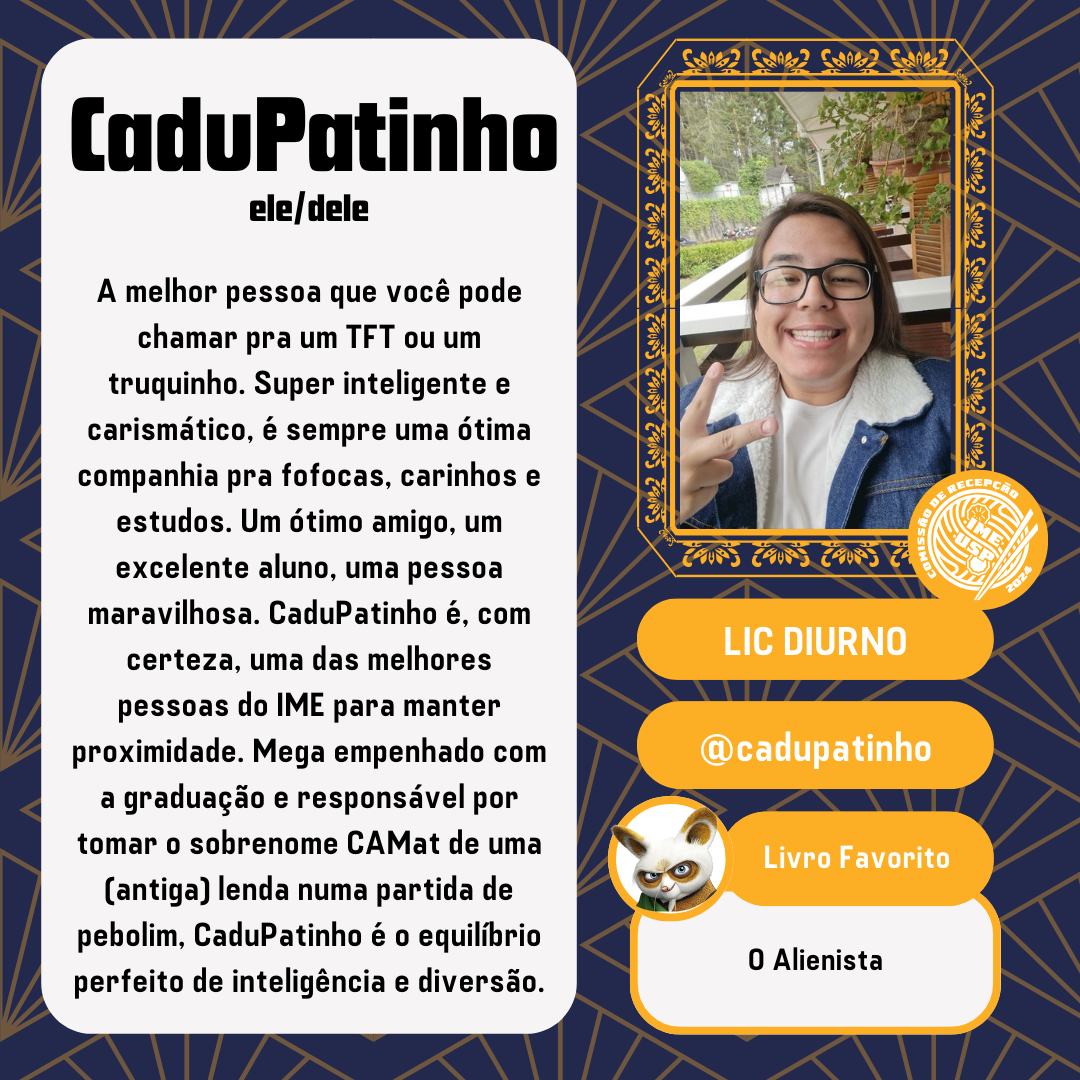 CaduPatinho
ele/dele
A melhor pessoa que você pode
chamar pra um TFT ou um
truquinho. Super inteligente e
carismático, é sempre uma ótima
companhia pra fofocas, carinhos e
estudos. Um ótimo amigo, um
excelente aluno, uma pessoa
maravilhosa. CaduPatinho é, com
certeza, uma das melhores
pessoas do IME para manter
proximidade. Mega empenhado com
a graduação e responsável por
tomar o sobrenome CAMat de uma
(antiga) lenda numa partida de
pebolim, CaduPatinho é o equilíbrio
perfeito de inteligência e diversão.
COMISSÃO DE RECEPÇÃO
IME
USP
2024
LIC DIURNO
@cadupatinho
Livro Favorito
O Alienista